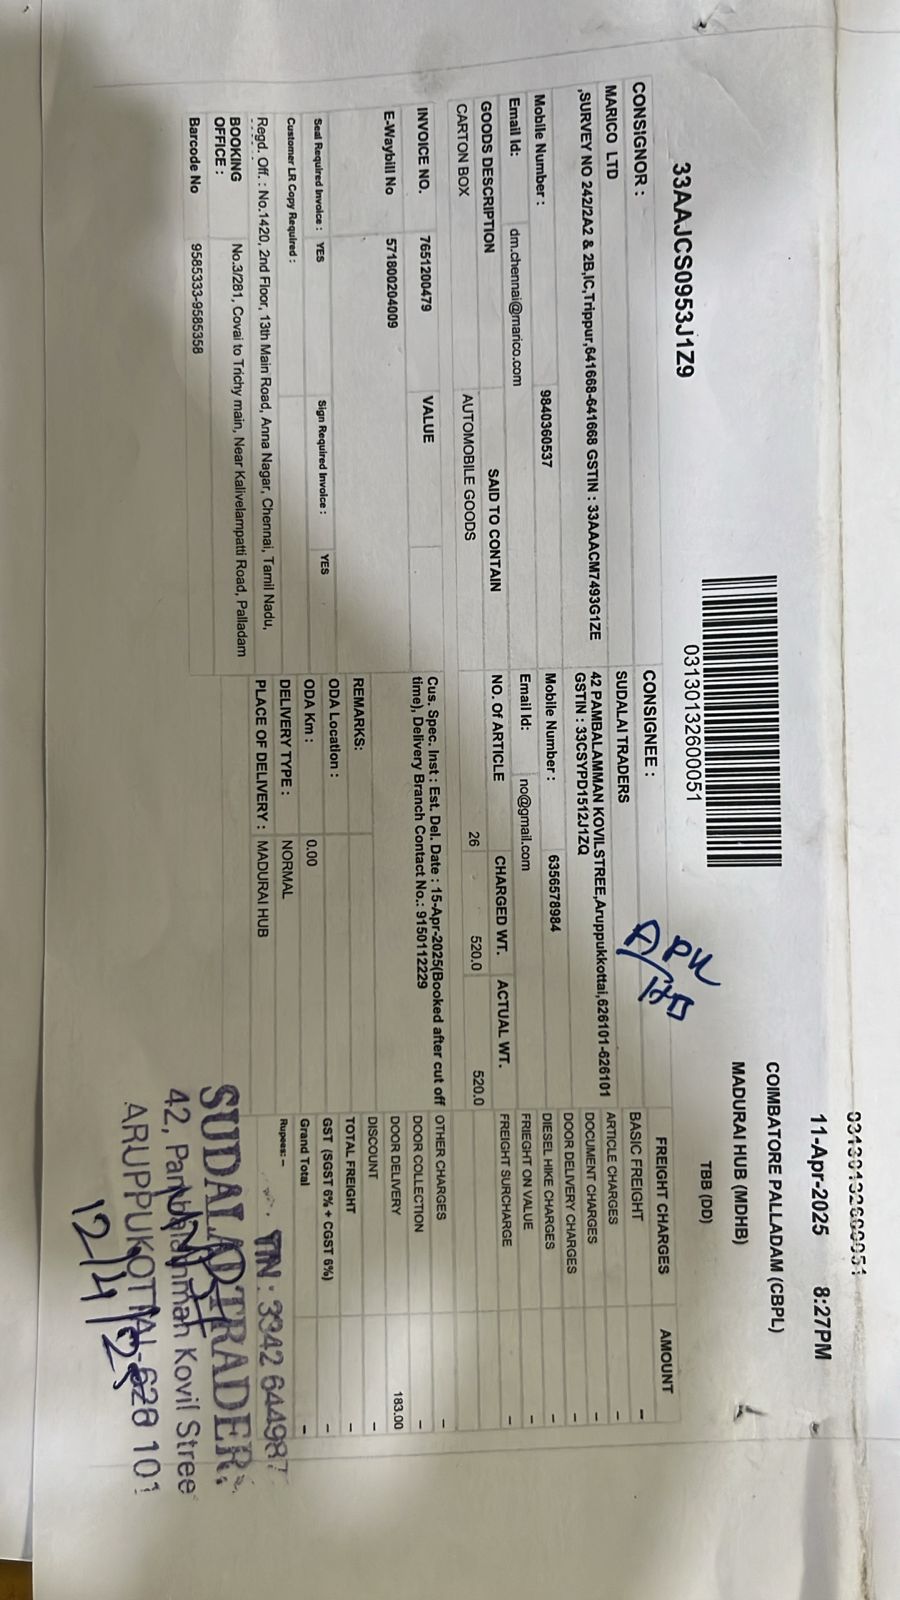 03130132600051
11-Apr-2025 8:27PM
COIMBATORE PALLADAM (CBPL)
MADURAI HUB (MDHB)
TBB (DD)
03130132600051
33AAJCS0953J1Z9
APK
CONSIGNOR :
MARICO LTD
,SURVEY NO 242/2A2 & 2B,IC,Trippur,641668-641668 GSTIN : 33AAACM7493G1ZE
Mobile Number : 9840360537
Email Id: dm.chennai@marico.com
CONSIGNEE :
SUDALAI TRADERS
42 PAMBALAMMAN KOVILSTREE,Aruppukkottai,626101-626101
GSTIN : 33CSYPD1512J1ZQ
Mobile Number : 6356578984
Email Id: no@gmail.com
GOODS DESCRIPTION SAID TO CONTAIN NO. Of ARTICLE CHARGED WT. ACTUAL WT.
CARTON BOX AUTOMOBILE GOODS 26 520.0 520.0
INVOICE NO. 7651200479 VALUE
E-Waybill No 571800204009
Cus. Spec. Inst : Est. Del. Date : 15-Apr-2025(Booked after cut off
time), Delivery Branch Contact No.: 9150112229
Seal Required Invoice : YES Sign Required Invoice : YES
Customer LR Copy Required :
REMARKS:
ODA Location :
ODA Km : 0.00
DELIVERY TYPE : NORMAL
PLACE OF DELIVERY : MADURAI HUB
Regd. Off. : No.1420, 2nd Floor, 13th Main Road, Anna Nagar, Chennai, Tamil Nadu,
BOOKING OFFICE : No.3/281, Covai to Trichy main, Near Kalivelampatti Road, Palladam
Barcode No 9585333-9585358
FREIGHT CHARGES AMOUNT
BASIC FREIGHT –
ARTICLE CHARGES
DOCUMENT CHARGES –
DOOR DELIVERY CHARGES –
DIESEL HIKE CHARGES –
FRIEGHT ON VALUE –
FREIGHT SURCHARGE –
OTHER CHARGES –
DOOR COLLECTION –
DOOR DELIVERY 183.00
DISCOUNT –
TOTAL FREIGHT –
GST (SGST 6% + CGST 6%) –
Grand Total –
Rupees: –
TIN : 3342 644987
SUDALAI TRADER
42, Kovil Stree
ARUPPUKOTTAI-626 101
12/4/25